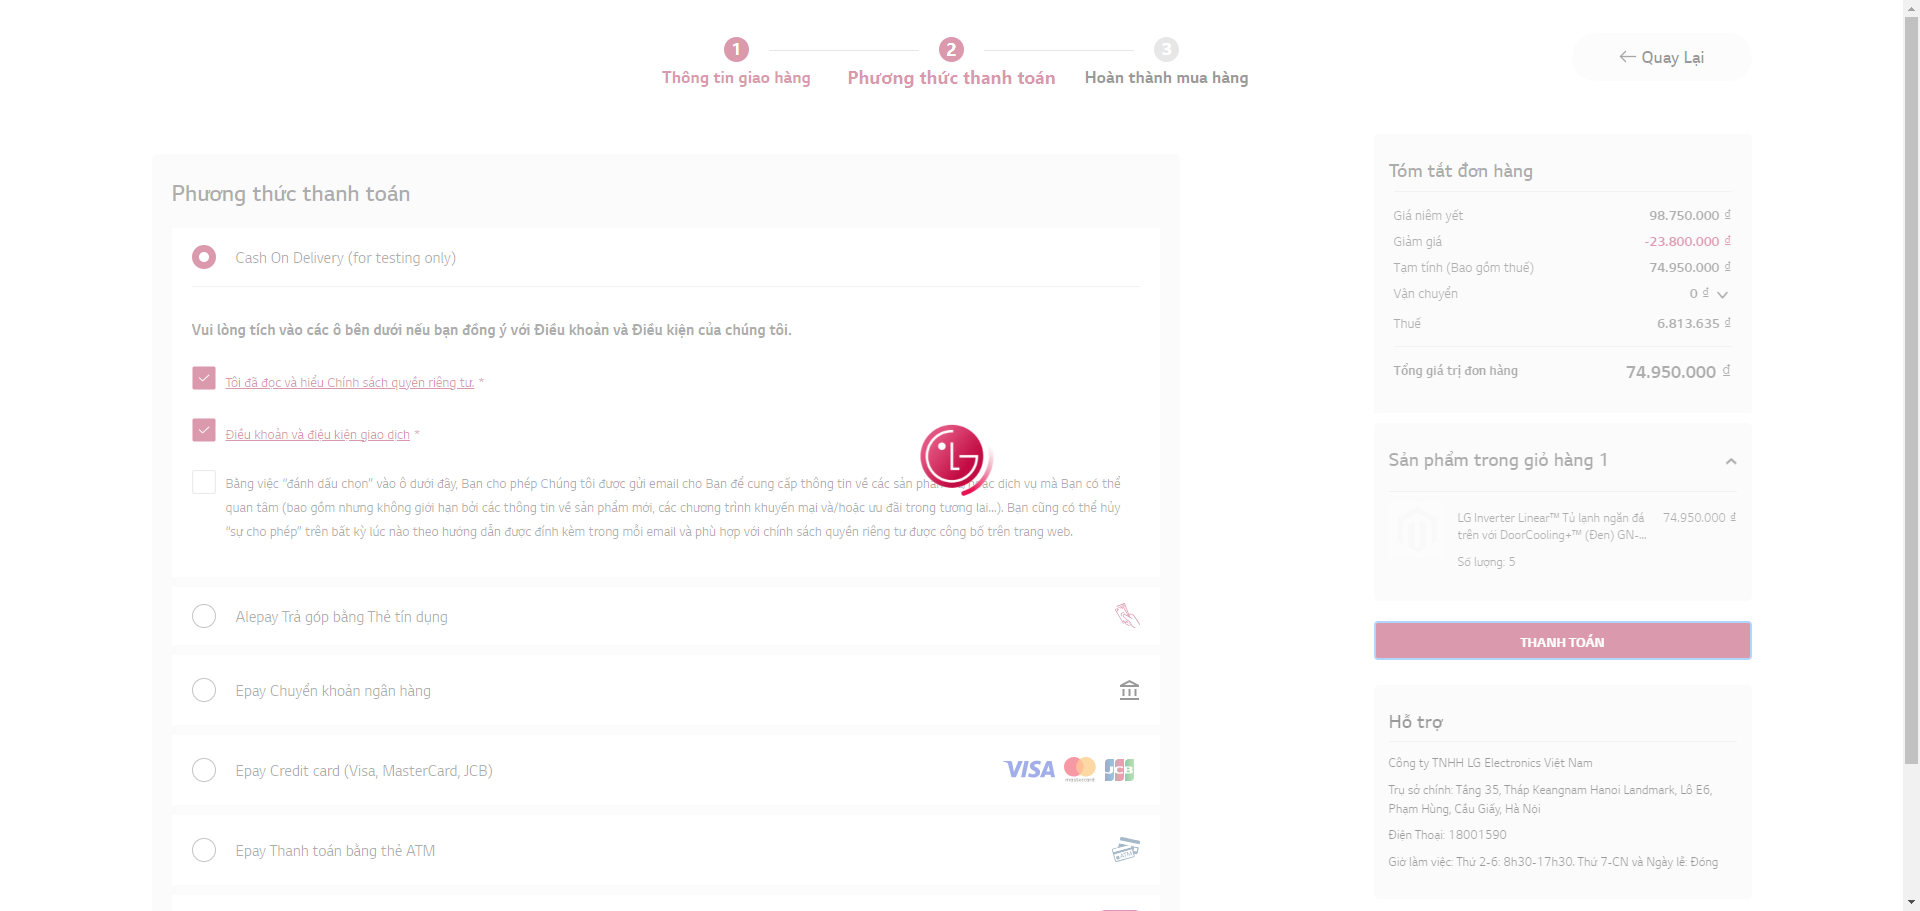 1
2
3
Thông tin giao hàng
Phương thức thanh toán
Hoàn thành mua hàng
Quay Lại
Phương thức thanh toán
Cash On Delivery (for testing only)
Vui lòng tích vào các ô bên dưới nếu bạn đồng ý với Điều khoản và Điều kiện của chúng tôi.
Tôi đã đọc và hiểu Chính sách quyền riêng tư. *
Điều khoản và điều kiện giao dịch *
Bằng việc “đánh dấu chọn” vào ô dưới đây, Bạn cho phép Chúng tôi được gửi email cho Bạn để cung cấp thông tin về các sản dịch vụ mà Bạn có thể
quan tâm (bao gồm nhưng không giới hạn bởi các thông tin về sản phẩm mới, các chương trình khuyến mại và/hoặc ưu đãi trong tương lai...). Bạn cũng có thể hủy
“sự cho phép” trên bất kỳ lúc nào theo hướng dẫn được đính kèm trong mỗi email và phù hợp với chính sách quyền riêng tư được công bố trên trang web.
LG
Alepay Trả góp bằng Thẻ tín dụng
Epay Chuyển khoản ngân hàng
Epay Credit card (Visa, MasterCard, JCB)
VISA
mastercard
JCB
Epay Thanh toán bằng thẻ ATM
ATM
Tóm tắt đơn hàng
Giá niêm yết 98.750.000 ₫
Giảm giá -23.800.000 ₫
Tạm tính (Bao gồm thuế) 74.950.000 ₫
Vận chuyển 0 ₫
Thuế 6.813.635 ₫
Tổng giá trị đơn hàng 74.950.000 ₫
Sản phẩm trong giỏ hàng 1
LG Inverter Linear™ Tủ lạnh ngăn đá 74.950.000 ₫
trên với DoorCooling+™ (Đen) GN-...
Số lượng: 5
THANH TOÁN
Hỗ trợ
Công ty TNHH LG Electronics Việt Nam
Trụ sở chính: Tầng 35, Tháp Keangnam Hanoi Landmark, Lô E6,
Phạm Hùng, Cầu Giấy, Hà Nội
Điện Thoại: 18001590
Giờ làm việc: Thứ 2-6: 8h30-17h30. Thứ 7-CN và Ngày lễ: Đóng